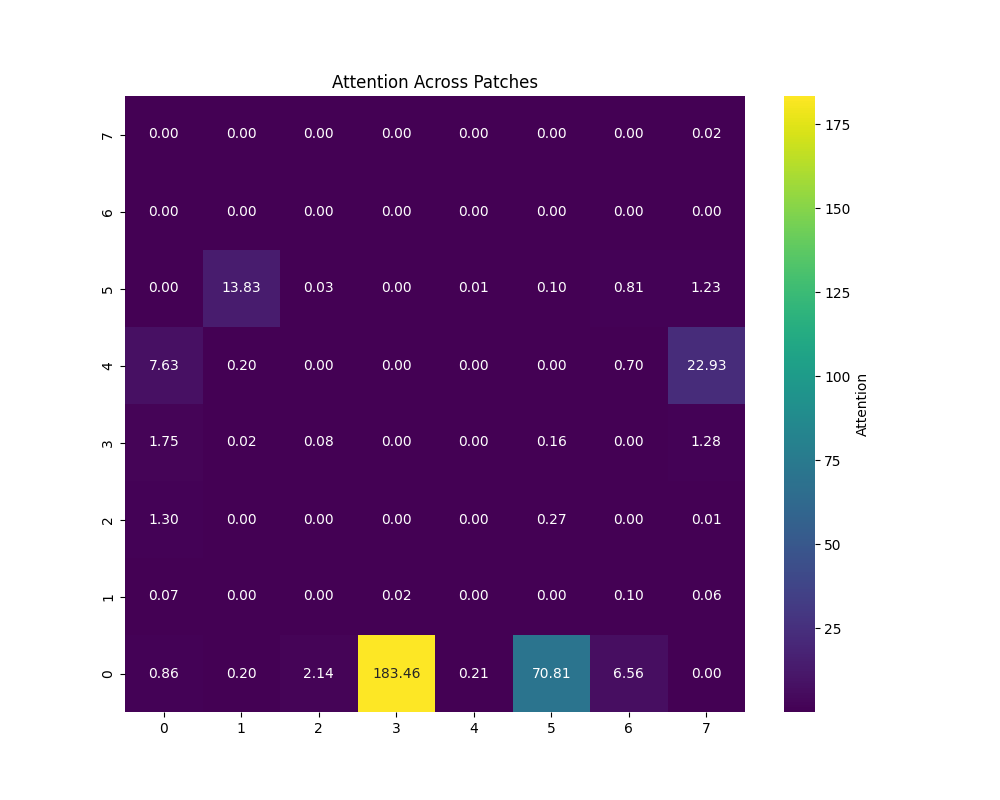 Attention Across Patches
7 0.00 0.00 0.00 0.00 0.00 0.00 0.00 0.02
6 0.00 0.00 0.00 0.00 0.00 0.00 0.00 0.00
5 0.00 13.83 0.03 0.00 0.01 0.10 0.81 1.23
4 7.63 0.20 0.00 0.00 0.00 0.00 0.70 22.93
3 1.75 0.02 0.08 0.00 0.00 0.16 0.00 1.28
2 1.30 0.00 0.00 0.00 0.00 0.27 0.00 0.01
1 0.07 0.00 0.00 0.02 0.00 0.00 0.10 0.06
0 0.86 0.20 2.14 183.46 0.21 70.81 6.56 0.00
0 1 2 3 4 5 6 7
175
150
125
100
75
50
25
Attention